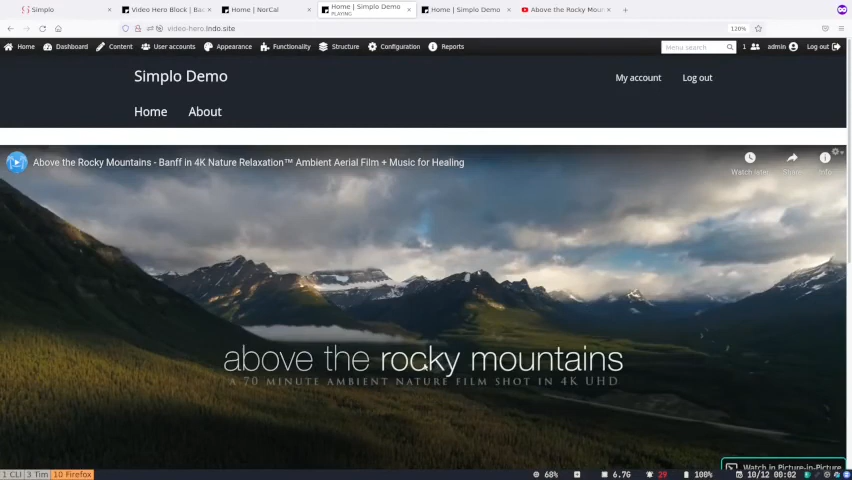 Simplo
Video Hero Block | Bac
Home | NorCal
Home | Simplo Demo
PLAYING
Home | Simplo Demo
Above the Rocky Moun
video-hero.lndo.site
120%
Home
Dashboard
Content
User accounts
Appearance
Functionality
Structure
Configuration
Reports
Menu search
1
admin
Log out
Simplo Demo
My account
Log out
Home
About
Above the Rocky Mountains - Banff in 4K Nature Relaxation™ Ambient Aerial Film + Music for Healing
Watch later
Share
Info
above the rocky mountains
A 70 MINUTE AMBIENT NATURE FILM SHOT IN 4K UHD
Watch in Picture-in-Picture
1 CLI
3 Tim
10 Firefox
68%
6.7G
29
100%
10/12 00:02